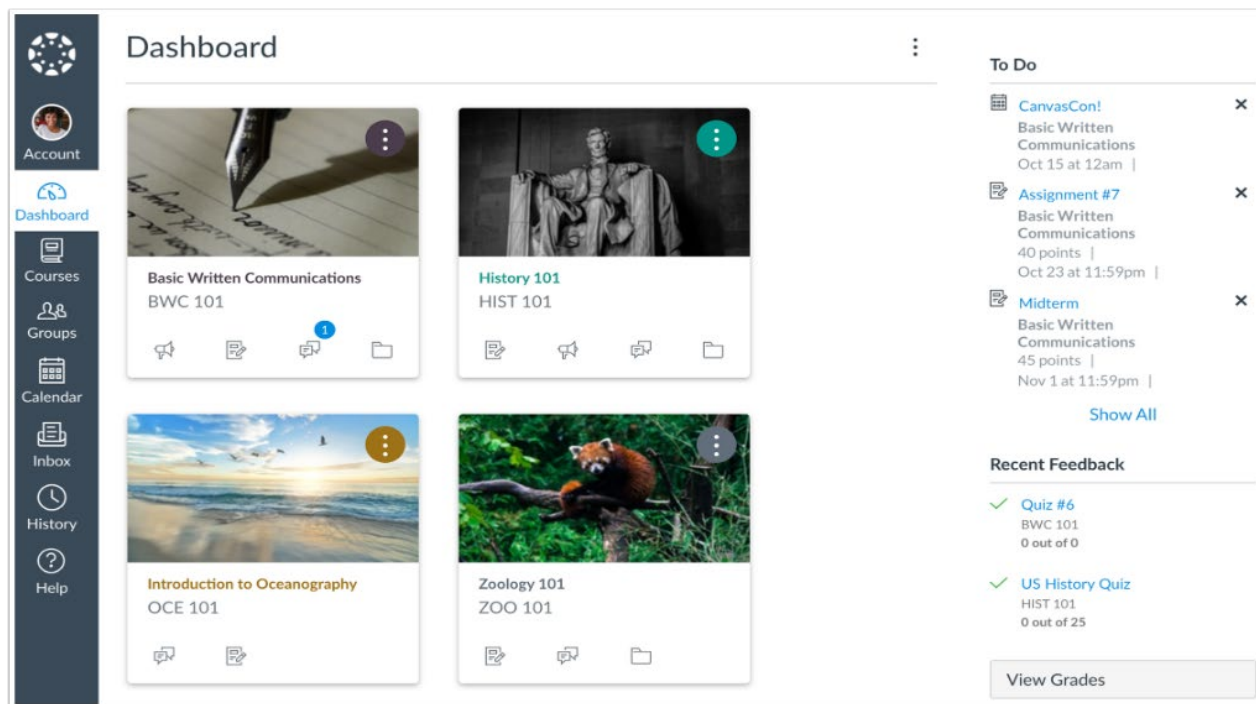 Dashboard
Account
Dashboard
Courses
Groups
Calendar
Inbox
History
Help
Basic Written Communications
BWC 101
1
History 101
HIST 101
Introduction to Oceanography
OCE 101
Zoology 101
ZOO 101
To Do
CanvasCon!
Basic Written
Communications
Oct 15 at 12am |
Assignment #7
Basic Written
Communications
40 points |
Oct 23 at 11:59pm |
Midterm
Basic Written
Communications
45 points |
Nov 1 at 11:59pm |
Show All
Recent Feedback
Quiz #6
BWC 101
0 out of 0
US History Quiz
HIST 101
0 out of 25
View Grades